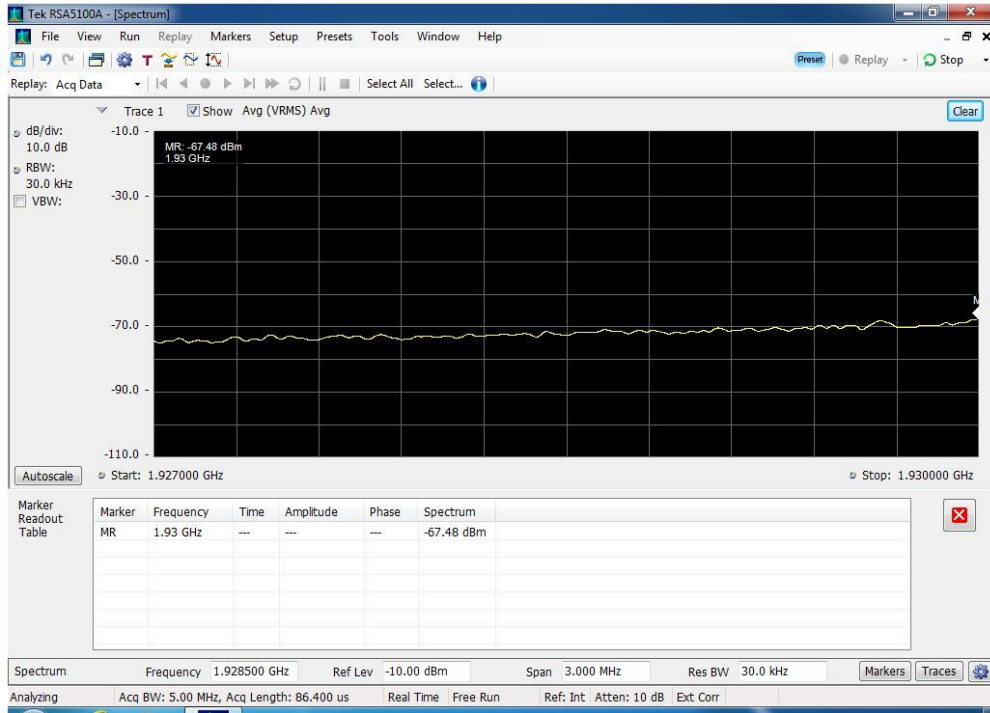 Tek RSA5100A - [Spectrum]
File View Run Replay Markers Setup Presets Tools Window Help
Preset Replay Stop
Replay: Acq Data Select All Select...
Trace 1 Show Avg (VRMS) Avg Clear
dB/div:
10.0 dB
RBW:
30.0 kHz
VBW:
-10.0
MR: -67.48 dBm
1.93 GHz
-30.0
-50.0
M
-70.0
-90.0
-110.0
Autoscale Start: 1.927000 GHz Stop: 1.930000 GHz
Marker
Readout
Table
Marker Frequency Time Amplitude Phase Spectrum
MR 1.93 GHz --- --- --- -67.48 dBm
Spectrum Frequency 1.928500 GHz Ref Lev -10.00 dBm Span 3.000 MHz Res BW 30.0 kHz Markers Traces
Analyzing Acq BW: 5.00 MHz, Acq Length: 86.400 us Real Time Free Run Ref: Int Atten: 10 dB Ext Corr